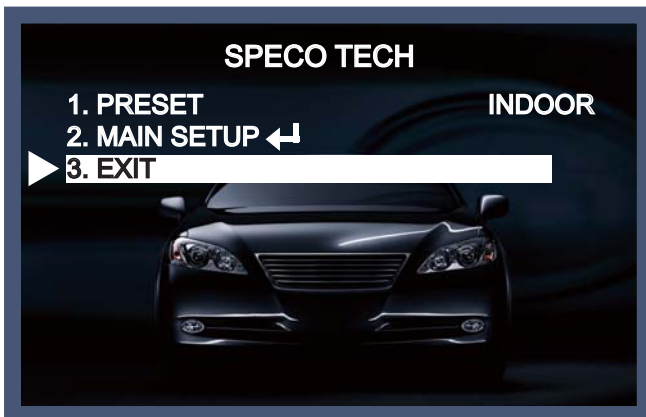 SPECO TECH
1. PRESET INDOOR
2. MAIN SETUP ↵
3. EXIT